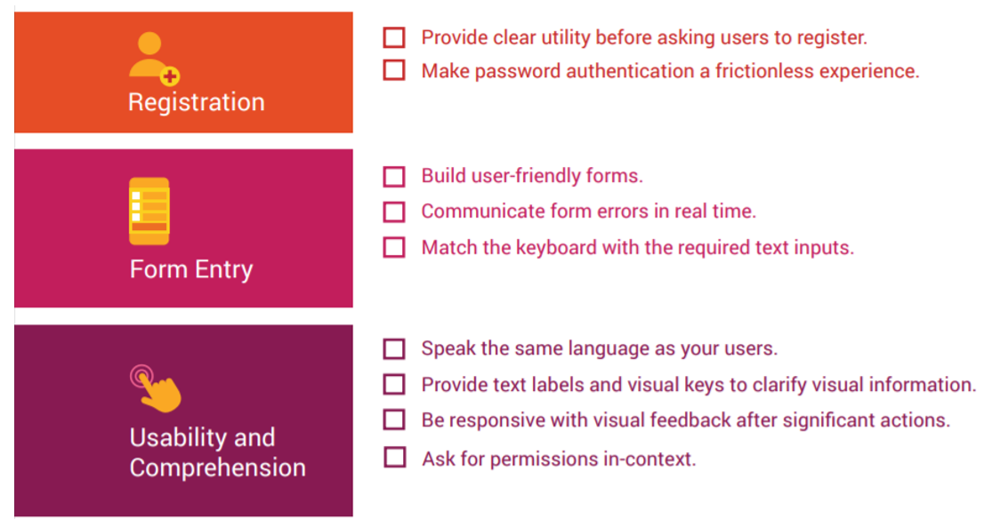 Registration
Provide clear utility before asking users to register.
Make password authentication a frictionless experience.
Form Entry
Build user-friendly forms.
Communicate form errors in real time.
Match the keyboard with the required text inputs.
Usability and
Comprehension
Speak the same language as your users.
Provide text labels and visual keys to clarify visual information.
Be responsive with visual feedback after significant actions.
Ask for permissions in-context.